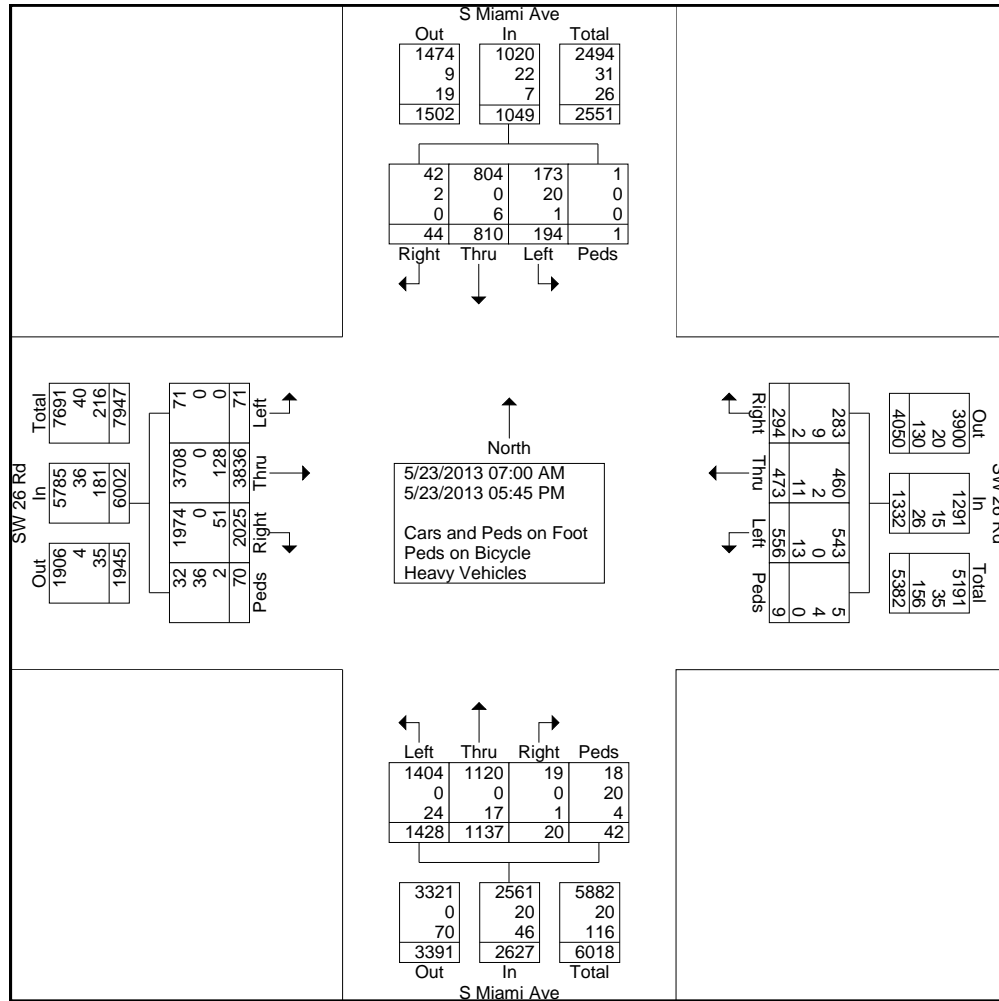 S Miami Ave
Out In Total
1474 1020 2494
9 22 31
19 7 26
1502 1049 2551
42 804 173 1
2 0 20 0
0 6 1 0
44 810 194 1
Right Thru Left Peds
SW 26 Rd
Total In Out
7691 5785 1906
40 36 4
216 181 35
7947 6002 1945
Left Thru Right Peds
71 3708 1974 32
0 0 0 36
0 128 51 2
71 3836 2025 70
North
5/23/2013 07:00 AM
5/23/2013 05:45 PM
Cars and Peds on Foot
Peds on Bicycle
Heavy Vehicles
Right Thru Left Peds
283 460 543 5
9 2 0 4
2 11 13 0
294 473 556 9
SW 26 Rd
Out In Total
3900 1291 5191
20 15 35
130 26 156
4050 1332 5382
Left Thru Right Peds
1404 1120 19 18
0 0 0 20
24 17 1 4
1428 1137 20 42
3321 2561 5882
0 20 20
70 46 116
3391 2627 6018
Out In Total
S Miami Ave